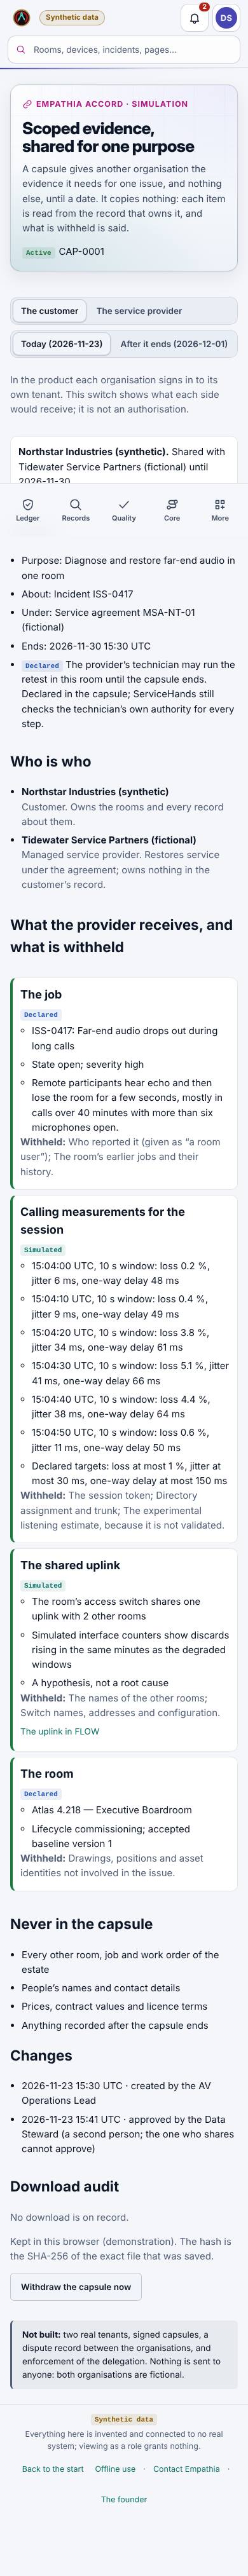 Synthetic data
2
DS
Rooms, devices, incidents, pages...
EMPATHIA ACCORD · SIMULATION
Scoped evidence,
shared for one purpose
A capsule gives another organisation the
evidence it needs for one issue, and nothing
else, until a date. It copies nothing: each item
is read from the record that owns it, and
what is withheld is said.
Active CAP-0001
The customer The service provider
Today (2026-11-23) After it ends (2026-12-01)
In the product each organisation signs in to its
own tenant. This switch shows what each side
would receive; it is not an authorisation.
Northstar Industries (synthetic). Shared with
Tidewater Service Partners (fictional) until
2026-11-30
Ledger Records Quality Core More
Purpose: Diagnose and restore far-end audio in
one room
About: Incident ISS-0417
Under: Service agreement MSA-NT-01
(fictional)
Ends: 2026-11-30 15:30 UTC
Declared The provider's technician may run the
retest in this room until the capsule ends.
Declared in the capsule; ServiceHands still
checks the technician's own authority for every
step.
Who is who
Northstar Industries (synthetic)
Customer. Owns the rooms and every record
about them.
Tidewater Service Partners (fictional)
Managed service provider. Restores service
under the agreement; owns nothing in the
customer's record.
What the provider receives, and
what is withheld
The job
Declared
ISS-0417: Far-end audio drops out during
long calls
State open; severity high
Remote participants hear echo and then
lose the room for a few seconds, mostly in
calls over 40 minutes with more than six
microphones open.
Withheld: Who reported it (given as “a room
user”); The room's earlier jobs and their
history.
Calling measurements for the
session
Simulated
15:04:00 UTC, 10 s window: loss 0.2 %,
jitter 6 ms, one-way delay 48 ms
15:04:10 UTC, 10 s window: loss 0.4 %,
jitter 9 ms, one-way delay 49 ms
15:04:20 UTC, 10 s window: loss 3.8 %,
jitter 34 ms, one-way delay 61 ms
15:04:30 UTC, 10 s window: loss 5.1 %, jitter
41 ms, one-way delay 66 ms
15:04:40 UTC, 10 s window: loss 4.4 %,
jitter 38 ms, one-way delay 64 ms
15:04:50 UTC, 10 s window: loss 0.6 %,
jitter 11 ms, one-way delay 50 ms
Declared targets: loss at most 1 %, jitter at
most 30 ms, one-way delay at most 150 ms
Withheld: The session token; Directory
assignment and trunk; The experimental
listening estimate, because it is not validated.
The shared uplink
Simulated
The room's access switch shares one
uplink with 2 other rooms
Simulated interface counters show discards
rising in the same minutes as the degraded
windows
A hypothesis, not a root cause
Withheld: The names of the other rooms;
Switch names, addresses and configuration.
The uplink in FLOW
The room
Declared
Atlas 4.218 — Executive Boardroom
Lifecycle commissioning; accepted
baseline version 1
Withheld: Drawings, positions and asset
identities not involved in the issue.
Never in the capsule
Every other room, job and work order of the
estate
People's names and contact details
Prices, contract values and licence terms
Anything recorded after the capsule ends
Changes
2026-11-23 15:30 UTC · created by the AV
Operations Lead
2026-11-23 15:41 UTC · approved by the Data
Steward (a second person; the one who shares
cannot approve)
Download audit
No download is on record.
Kept in this browser (demonstration). The hash is
the SHA-256 of the exact file that was saved.
Withdraw the capsule now
Not built: two real tenants, signed capsules, a
dispute record between the organisations, and
enforcement of the delegation. Nothing is sent to
anyone: both organisations are fictional.
Synthetic data
Everything here is invented and connected to no real
system; viewing as a role grants nothing.
Back to the start Offline use · Contact Empathia ·
The founder